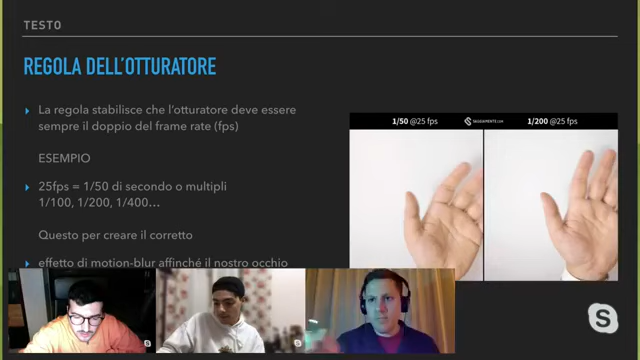 TESTO
REGOLA DELL'OTTURATORE
La regola stabilisce che l'otturatore deve essere
sempre il doppio del frame rate (fps)
ESEMPIO
25fps = 1/50 di secondo o multipli
1/100, 1/200, 1/400...
Questo per creare il corretto
effetto di motion-blur affinché il nostro occhio
1/50 @25 fps
1/200 @25 fps